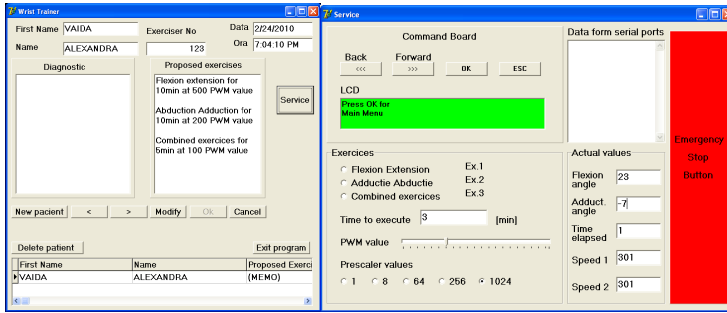 Wrist Trainer
First Name VAIDA Exerciser No Data 2/24/2010
Name ALEXANDRA 123 Ora 7:04:10 PM
Diagnostic Proposed exercises
Flexion extension for
10min at 500 PWM value
Abduction Adduction for
10min at 200 PWM value
Combined exercices for
5min at 100 PWM value
Service
New pacient < > Modify Ok Cancel
Delete patient Exit program
First Name Name Proposed Exerci
VAIDA ALEXANDRA (MEMO)
Service
Command Board
Back Forward
<<< >>> OK ESC
LCD
Press OK for
Main Menu
Data form serial ports
Exercices
Flexion Extension Ex.1
Adductie Abductie Ex.2
Combined exercices Ex.3
Time to execute 3 [min]
PWM value
Prescaler values
1 8 64 256 1024
Actual values
Flexion
angle 23
Adduct.
angle -7
Time
elapsed 1
Speed 1 301
Speed 2 301
Emergency
Stop
Button